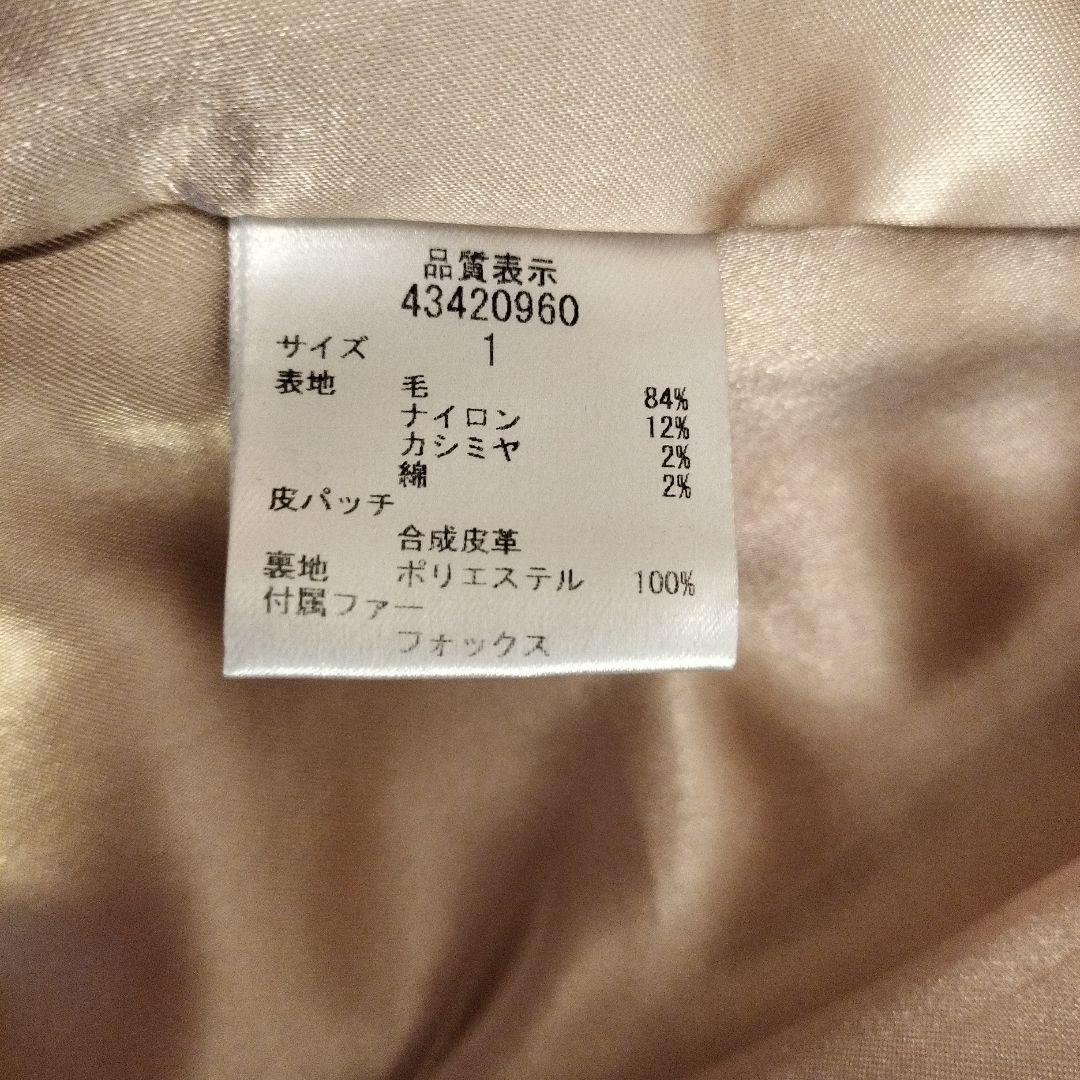 品質表示
43420960
サイズ 1
表地 毛 84%
ナイロン 12%
カシミヤ 2%
綿 2%
皮パッチ
合成皮革
裏地 ポリエステル 100%
付属ファー
フォックス